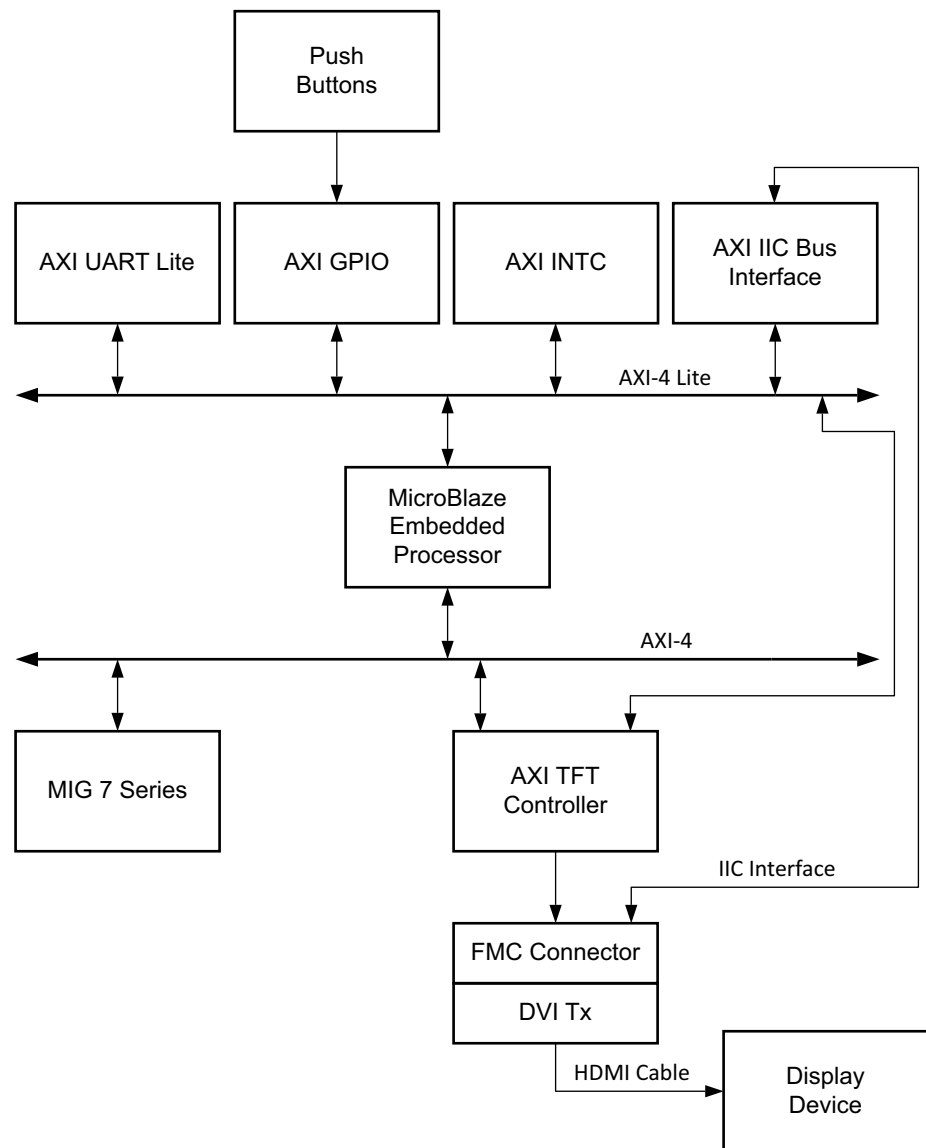 Push
Buttons
AXI UART Lite
AXI GPIO
AXI INTC
AXI IIC Bus
Interface
AXI-4 Lite
MicroBlaze
Embedded
Processor
AXI-4
MIG 7 Series
AXI TFT
Controller
IIC Interface
FMC Connector
DVI Tx
HDMI Cable
Display
Device